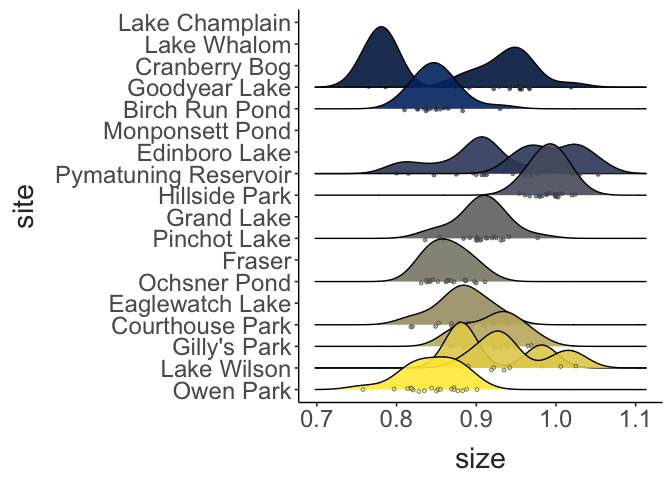 Lake Champlain
Lake Whalom
Cranberry Bog
Goodyear Lake
Birch Run Pond
Monponsett Pond
Edinboro Lake
Pymatuning Reservoir
Hillside Park
Grand Lake
Pinchot Lake
Fraser
Ochsner Pond
Eaglewatch Lake
Courthouse Park
Gilly's Park
Lake Wilson
Owen Park
site
0.7 0.8 0.9 1.0 1.1
size